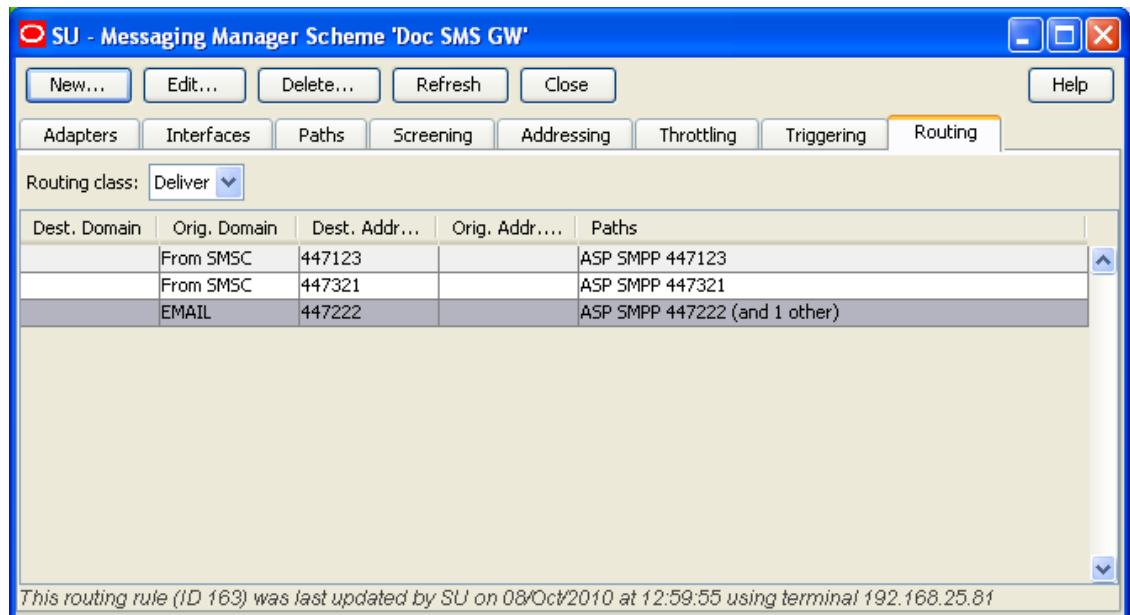 SU - Messaging Manager Scheme 'Doc SMS GW'
New... Edit... Delete... Refresh Close Help
Adapters Interfaces Paths Screening Addressing Throttling Triggering Routing
Routing class: Deliver
Dest. Domain Orig. Domain Dest. Addr... Orig. Addr.... Paths
From SMSC 447123 ASP SMPP 447123
From SMSC 447321 ASP SMPP 447321
EMAIL 447222 ASP SMPP 447222 (and 1 other)
This routing rule (ID 163) was last updated by SU on 08/Oct/2010 at 12:59:55 using terminal 192.168.25.81